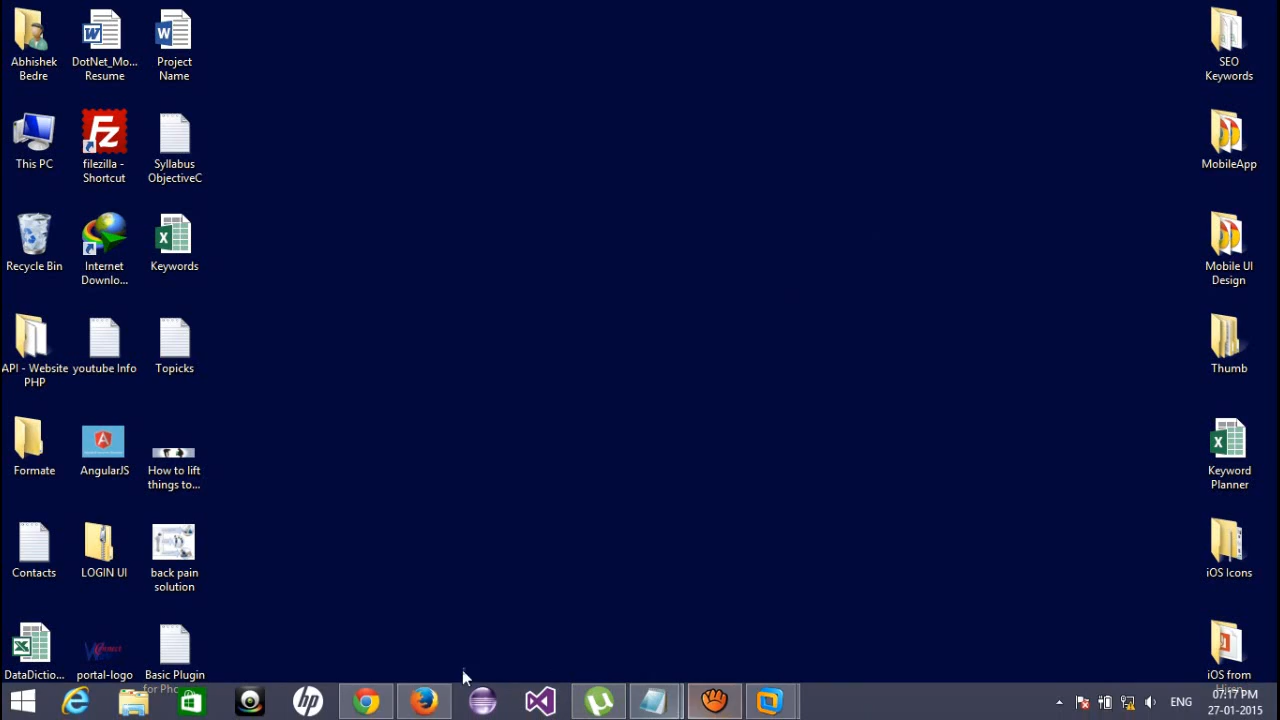 Abhishek
Bedre
DotNet_Mo...
Resume
Project
Name
This PC
filezilla -
Shortcut
Syllabus
ObjectiveC
Recycle Bin
Internet
Downlo...
Keywords
API - Website
PHP
youtube Info
Topicks
Formate
AngularJS
How to lift
things to...
Contacts
LOGIN UI
back pain
solution
DataDictio...
portal-logo
Basic Plugin
for Pho
SEO
Keywords
MobileApp
Mobile UI
Design
Thumb
Keyword
Planner
iOS Icons
iOS from
Hiren
ENG
07:17 PM
27-01-2015